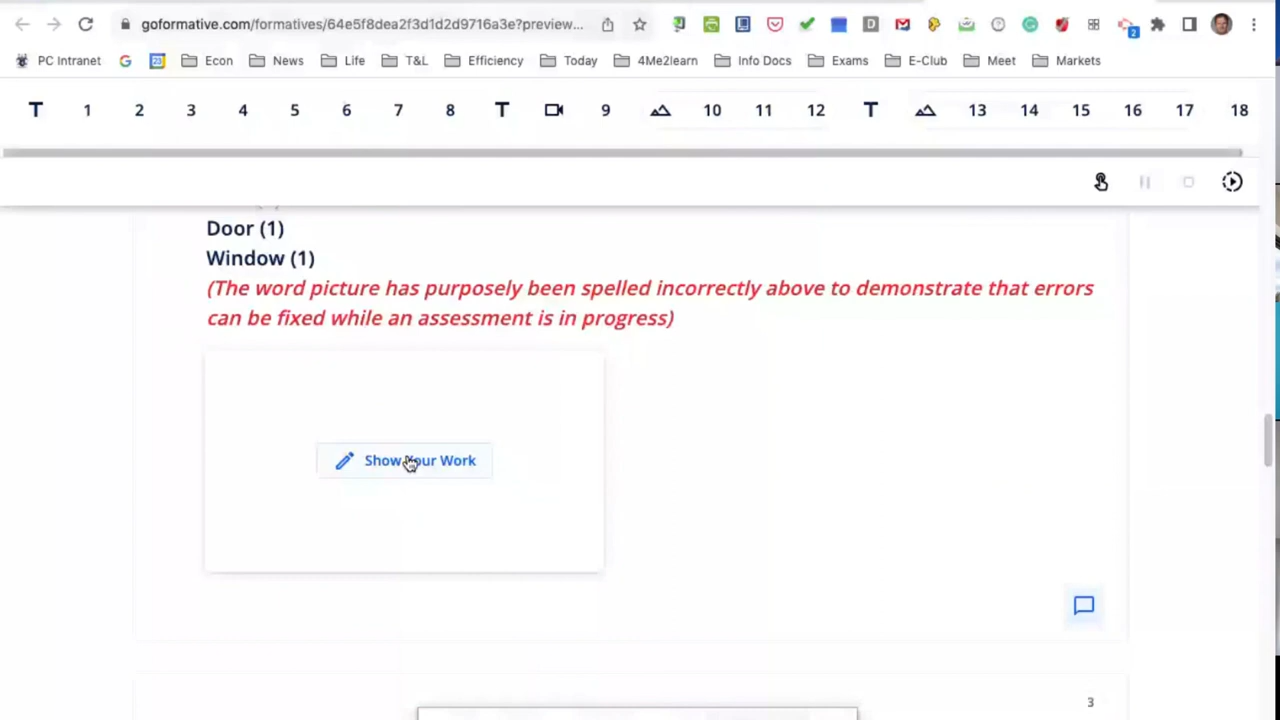 goformative.com/formatives/64e5f8dea2f3d1d2d9716a3e?preview...
D
2
PC Intranet
G
Econ
News
Life
T&L
Efficiency
Today
4Me2learn
Info Docs
Exams
E-Club
Meet
Markets
T 1 2 3 4 5 6 7 8 T 9 10 11 12 T 13 14 15 16 17 18
Door (1)
Window (1)
(The word picture has purposely been spelled incorrectly above to demonstrate that errors
can be fixed while an assessment is in progress)
Show Your Work
3